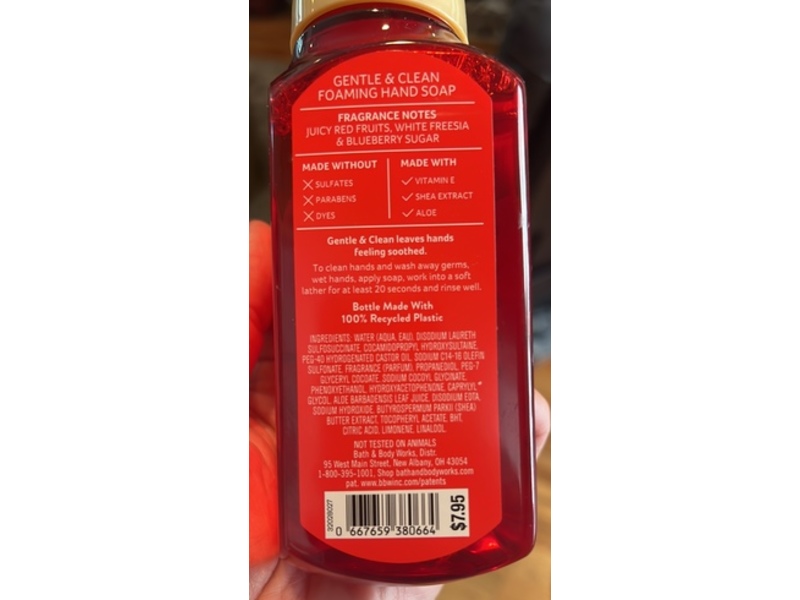 GENTLE & CLEAN
FOAMING HAND SOAP
FRAGRANCE NOTES
JUICY RED FRUITS, WHITE FREESIA
& BLUEBERRY SUGAR
MADE WITHOUT
SULFATES
PARABENS
DYES
MADE WITH
VITAMIN E
SHEA EXTRACT
ALOE
Gentle & Clean leaves hands
feeling soothed.
To clean hands and wash away germs,
wet hands, apply soap, work into a soft
lather for at least 20 seconds and rinse well.
Bottle Made With
100% Recycled Plastic
INGREDIENTS: WATER (AQUA, EAU), DISODIUM LAURETH
SULFOSUCCINATE, COCAMIDOPROPYL HYDROXYSULTAINE,
PEG-40 HYDROGENATED CASTOR OIL, SODIUM C14-16 OLEFIN
SULFONATE, FRAGRANCE (PARFUM), PROPANEDIOL, PEG-7
GLYCERYL COCOATE, SODIUM COCOYL GLYCINATE,
PHENOXYETHANOL, HYDROXYACETOPHENONE, CAPRYLYL
GLYCOL, ALOE BARBADENSIS LEAF JUICE, DISODIUM EDTA,
SODIUM HYDROXIDE, BUTYROSPERMUM PARKII (SHEA)
BUTTER EXTRACT, TOCOPHERYL ACETATE, BHT,
CITRIC ACID, LIMONENE, LINALOOL.
NOT TESTED ON ANIMALS
Bath & Body Works, Distr.
95 West Main Street, New Albany, OH 43054
1-800-395-1001, Shop bathandbodyworks.com
pat. www.bbwinc.com/patents
30026027
0 667659 380664
$7.95